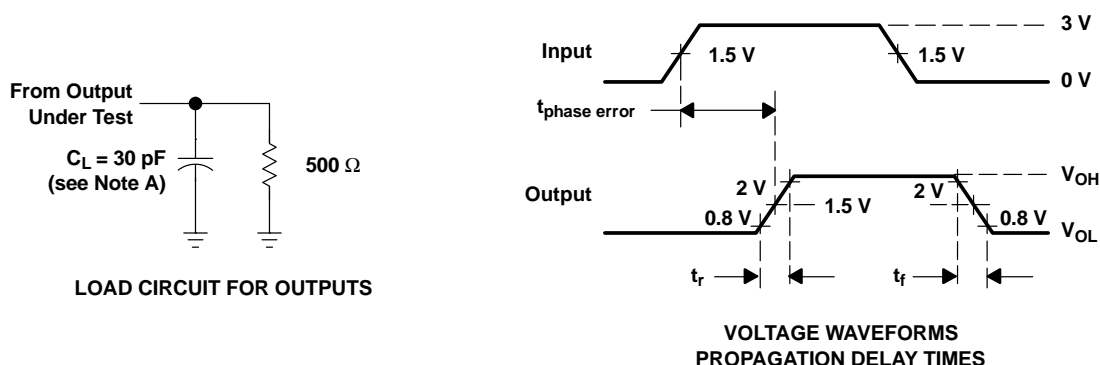 From Output
Under Test
C_L = 30 pF
(see Note A)
500 Ω
LOAD CIRCUIT FOR OUTPUTS
Input
1.5 V
1.5 V
3 V
0 V
t_phase error
Output
2 V
0.8 V
1.5 V
2 V
0.8 V
V_OH
V_OL
t_r
t_f
VOLTAGE WAVEFORMS
PROPAGATION DELAY TIMES